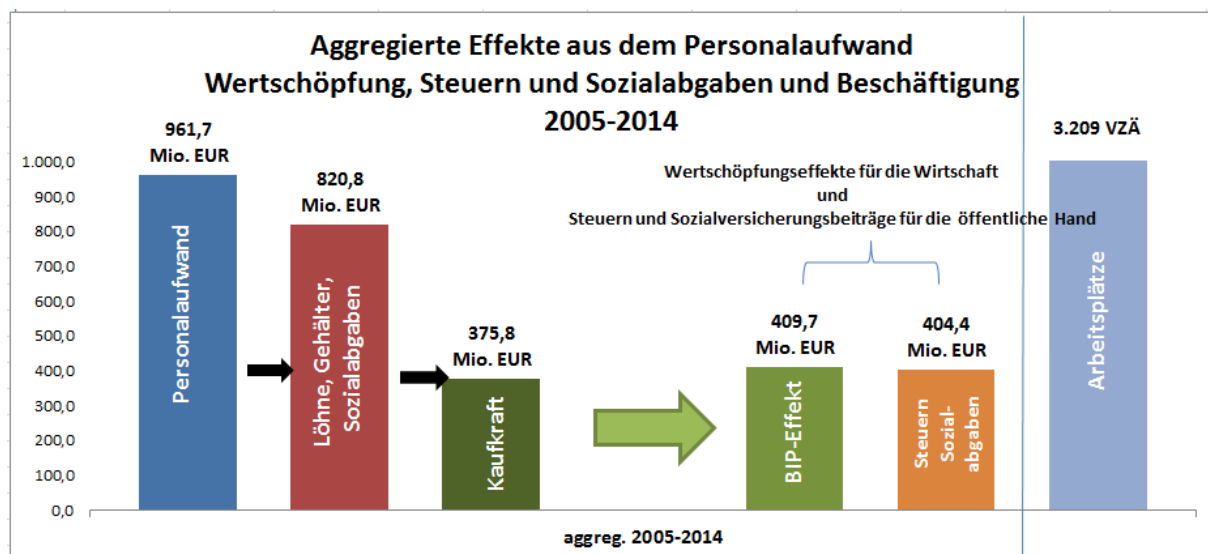 Aggregierte Effekte aus dem Personalaufwand
Wertschöpfung, Steuern und Sozialabgaben und Beschäftigung
2005-2014
961,7
Mio. EUR
820,8
Mio. EUR
375,8
Mio. EUR
Wertschöpfungseffekte für die Wirtschaft
und
Steuern und Sozialversicherungsbeiträge für die öffentliche Hand
409,7
Mio. EUR
404,4
Mio. EUR
3.209 VZÄ
1.000,0
900,0
800,0
700,0
600,0
500,0
400,0
300,0
200,0
100,0
0,0
Personalaufwand
Löhne, Gehälter,
Sozialabgaben
Kaufkraft
BIP-Effekt
Steuern
Sozial-
abgaben
Arbeitsplätze
aggreg. 2005-2014